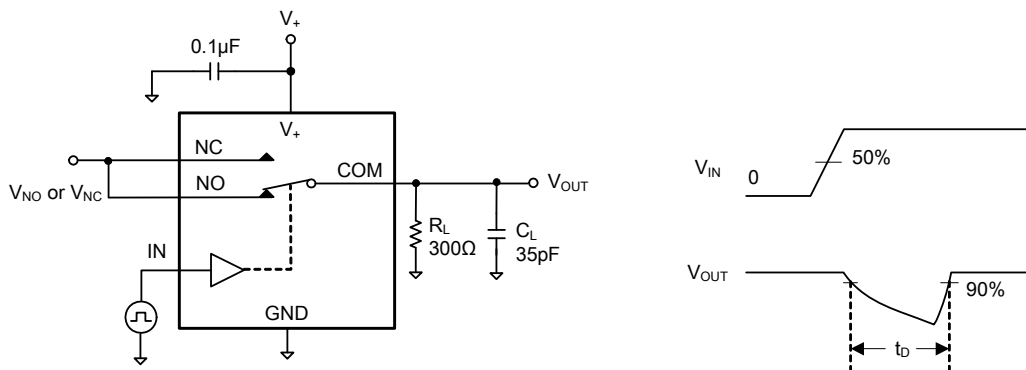 V+
0.1µF
V+
NC
NO
COM
VNO or VNC
VOUT
RL
300Ω
CL
35pF
IN
GND
VIN
0
50%
VOUT
90%
tD